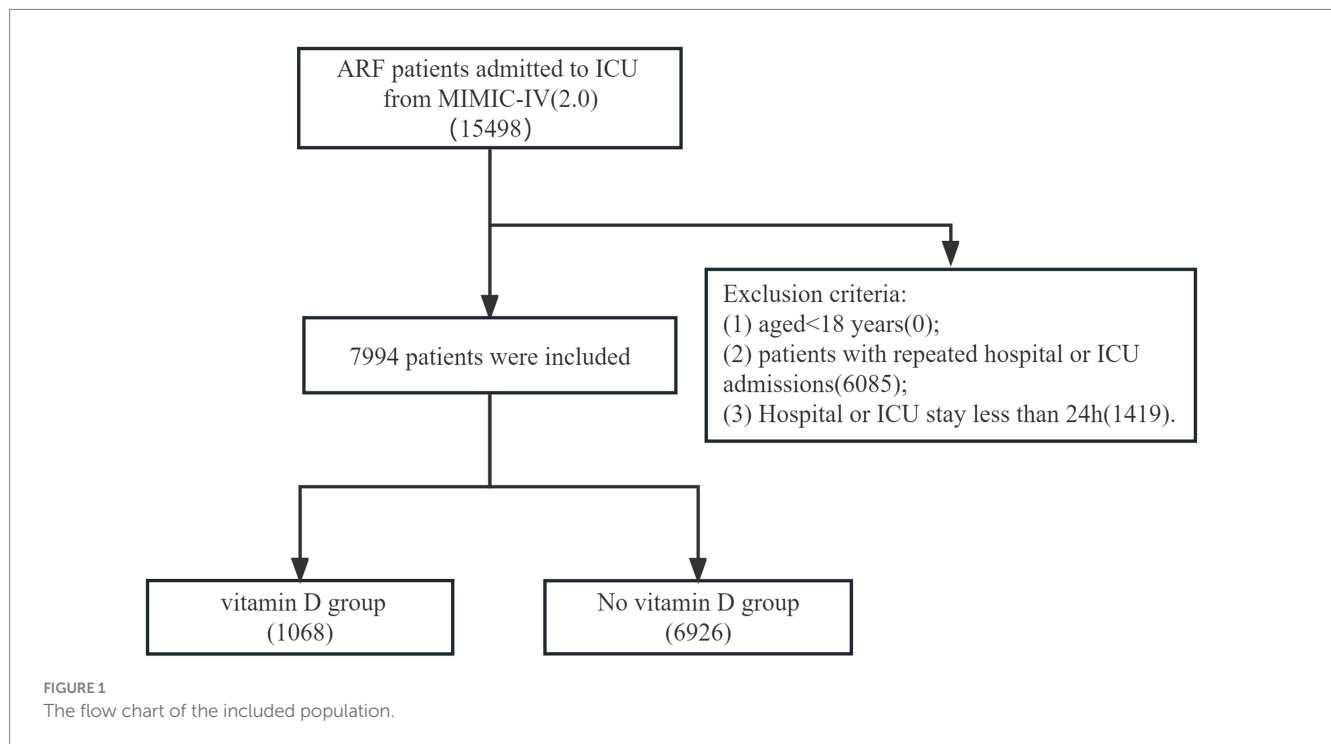 ARF patients admitted to ICU
from MIMIC-IV(2.0)
(15498)
Exclusion criteria:
(1) aged<18 years(0);
(2) patients with repeated hospital or ICU
admissions(6085);
(3) Hospital or ICU stay less than 24h(1419).
7994 patients were included
vitamin D group
(1068)
No vitamin D group
(6926)
FIGURE 1
The flow chart of the included population.